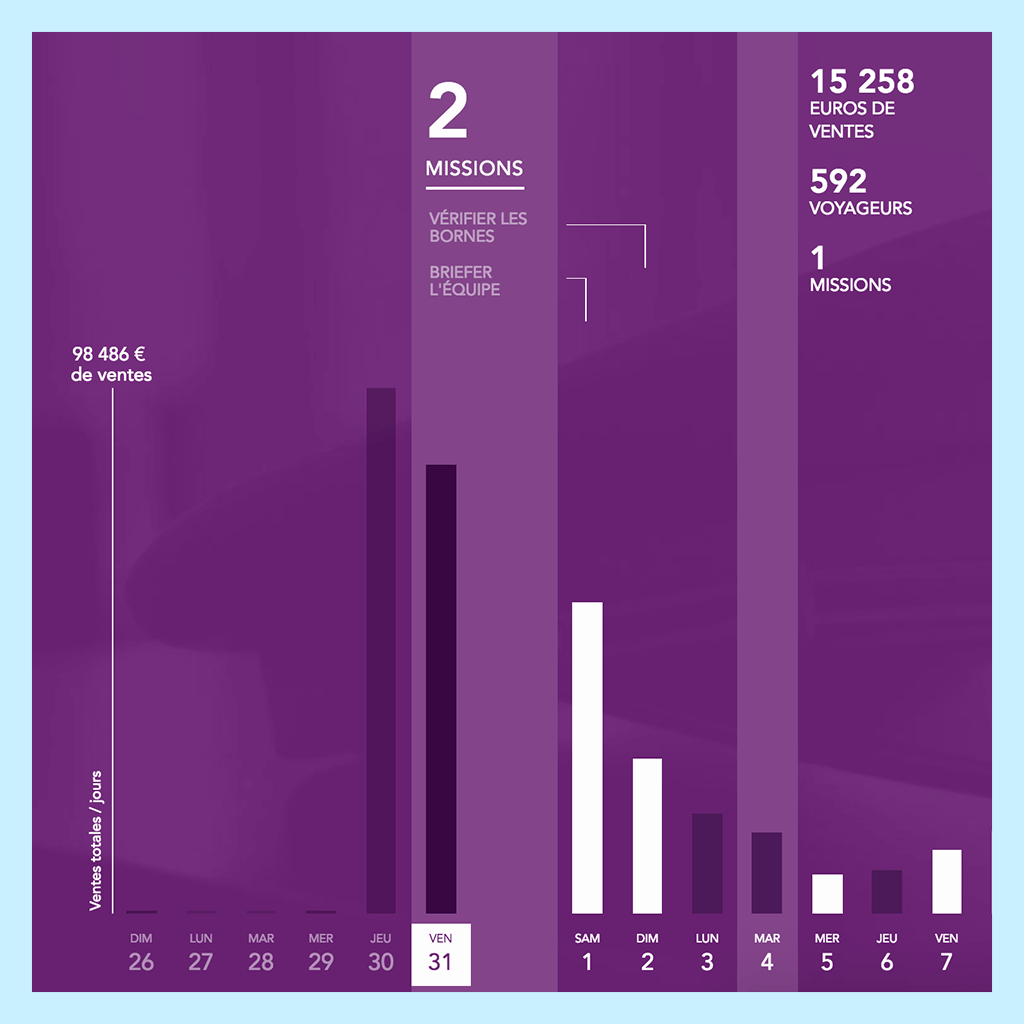 2
MISSIONS
VÉRIFIER LES
BORNES
BRIEFER
L'ÉQUIPE
15 258
EUROS DE
VENTES
592
VOYAGEURS
1
MISSIONS
98 486 €
de ventes
Ventes totales / jours
DIM LUN MAR MER JEU VEN SAM DIM LUN MAR MER JEU VEN
26 27 28 29 30 31 1 2 3 4 5 6 7